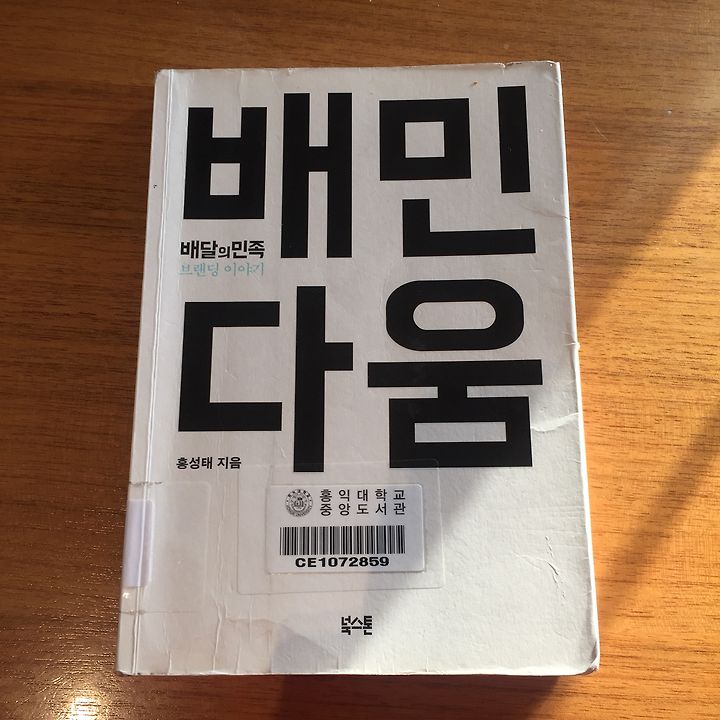 배민
배달의민족
브랜딩 이야기
다움
홍성태 지음
홍익대학교
중앙도서관
CE1072859
북스톤